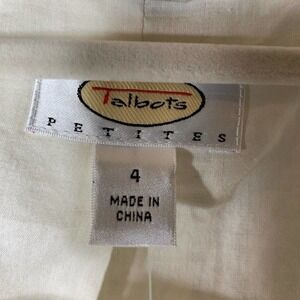 Talbots
PETITES
4
MADE IN
CHINA